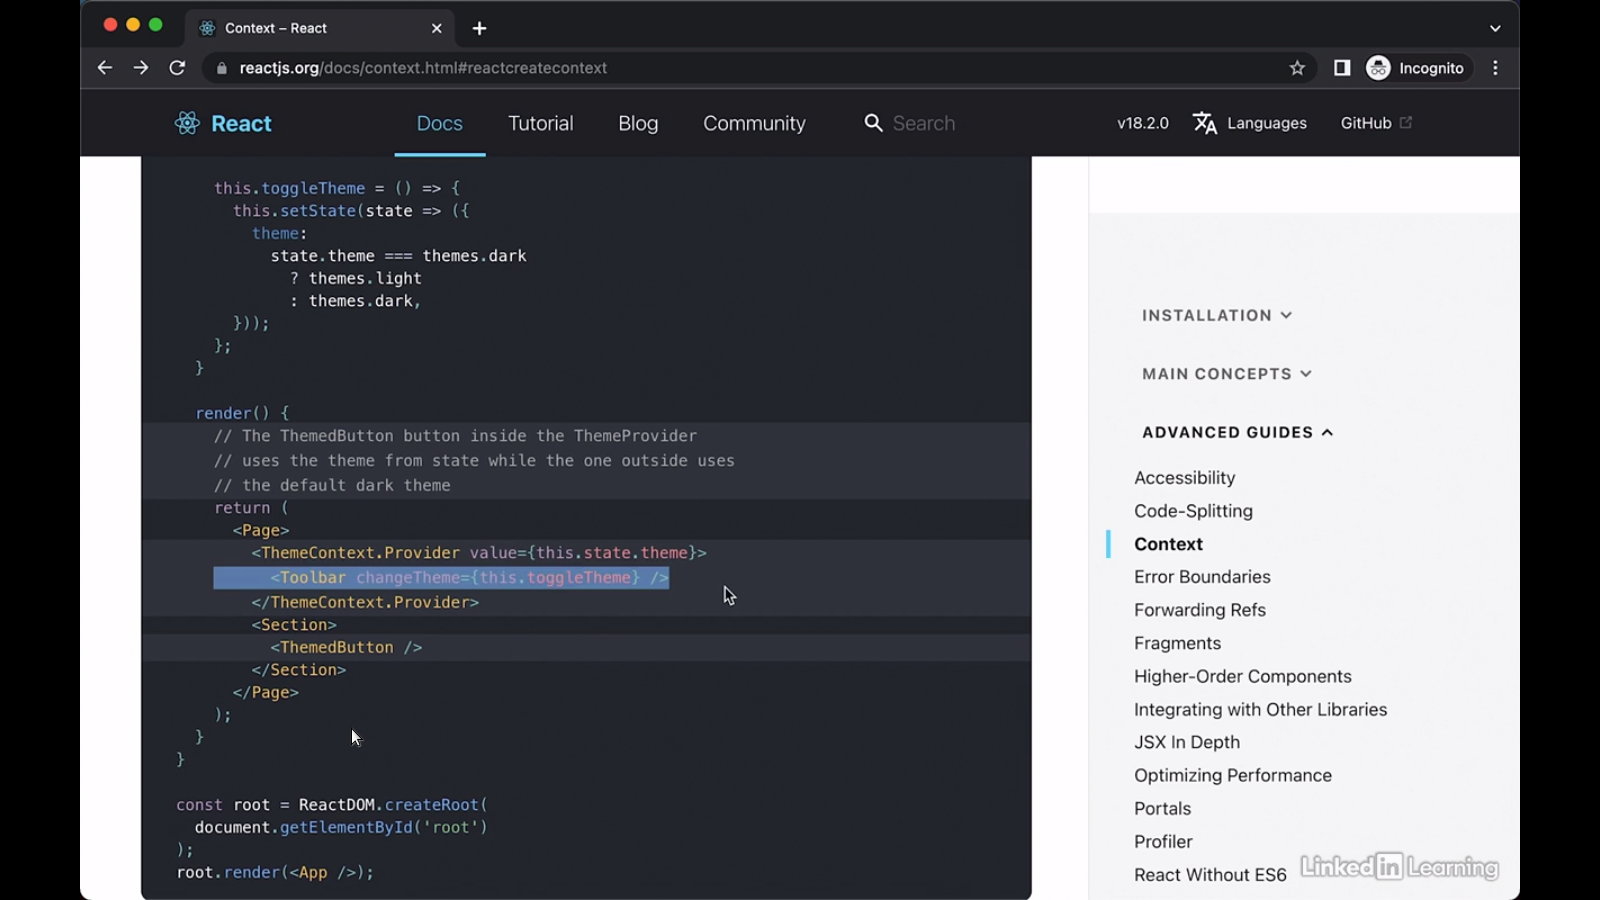 Context – React
reactjs.org/docs/context.html#reactcreatecontext
Incognito
React
Docs
Tutorial
Blog
Community
Search
v18.2.0
Languages
GitHub
this.toggleTheme = () => {
this.setState(state => ({
theme:
state.theme === themes.dark
? themes.light
: themes.dark,
}));
};
}
render() {
// The ThemedButton button inside the ThemeProvider
// uses the theme from state while the one outside uses
// the default dark theme
return (
<Page>
<ThemeContext.Provider value={this.state.theme}>
<Toolbar changeTheme={this.toggleTheme} />
</ThemeContext.Provider>
<Section>
<ThemedButton />
</Section>
</Page>
);
}
}
const root = ReactDOM.createRoot(
document.getElementById('root')
);
root.render(<App />);
INSTALLATION
MAIN CONCEPTS
ADVANCED GUIDES
Accessibility
Code-Splitting
Context
Error Boundaries
Forwarding Refs
Fragments
Higher-Order Components
Integrating with Other Libraries
JSX In Depth
Optimizing Performance
Portals
Profiler
React Without ES6
Linked in Learning